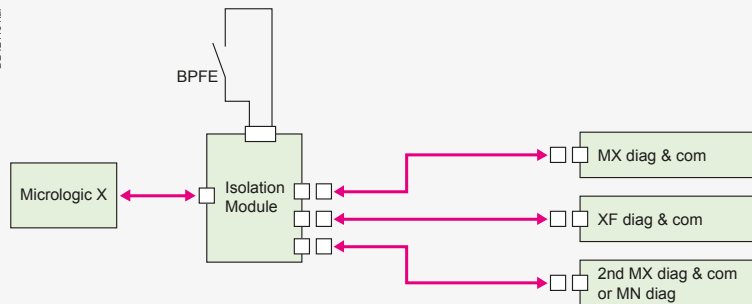 BPFE
Micrologic X
Isolation
Module
MX diag & com
XF diag & com
2nd MX diag & com
or MN diag